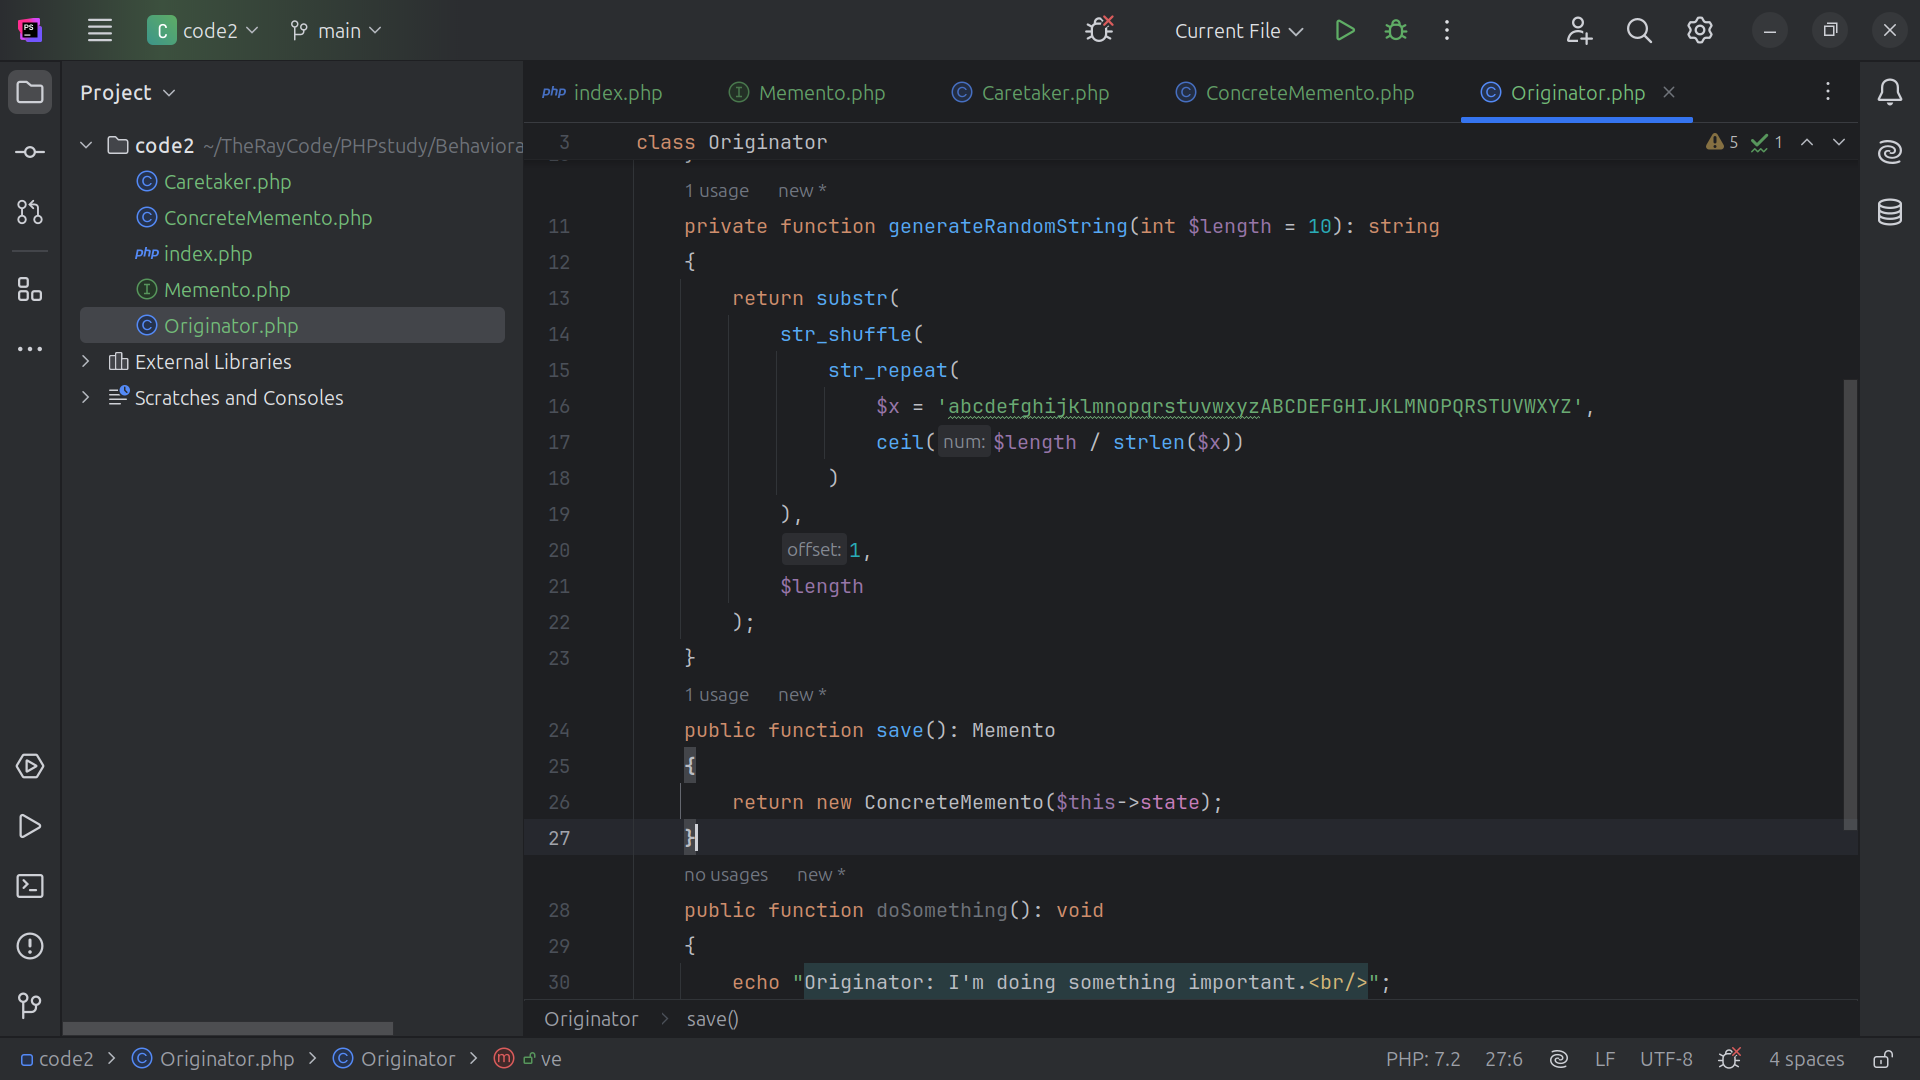 PS
C code2 main Current File
Project
code2 ~/TheRayCode/PHPstudy/Behaviora
C Caretaker.php
C ConcreteMemento.php
php index.php
I Memento.php
C Originator.php
External Libraries
Scratches and Consoles
php index.php I Memento.php C Caretaker.php C ConcreteMemento.php C Originator.php
3 class Originator 5 1
1 usage new *
11 private function generateRandomString(int $length = 10): string
12 {
13 return substr(
14 str_shuffle(
15 str_repeat(
16 $x = 'abcdefghijklmnopqrstuvwxyzABCDEFGHIJKLMNOPQRSTUVWXYZ',
17 ceil( num: $length / strlen($x))
18 )
19 ),
20 offset: 1,
21 $length
22 );
23 }
1 usage new *
24 public function save(): Memento
25 {
26 return new ConcreteMemento($this->state);
27 }
no usages new *
28 public function doSomething(): void
29 {
30 echo "Originator: I'm doing something important.<br/>";
Originator > save()
code2 > C Originator.php > C Originator > m ve PHP: 7.2 27:6 LF UTF-8 4 spaces